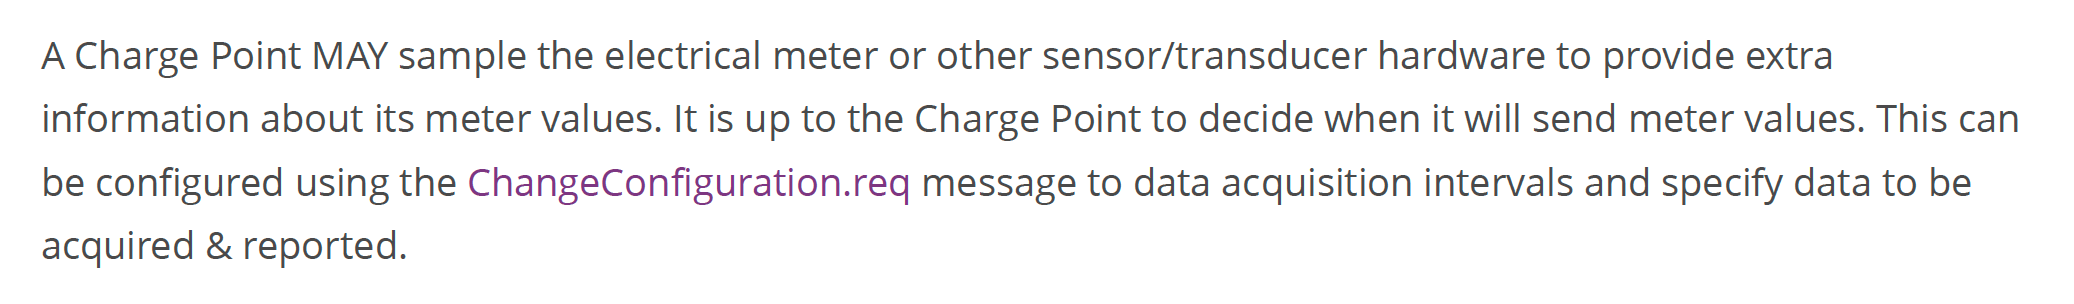 A Charge Point MAY sample the electrical meter or other sensor/transducer hardware to provide extra
information about its meter values. It is up to the Charge Point to decide when it will send meter values. This can
be configured using the ChangeConfiguration.req message to data acquisition intervals and specify data to be
acquired & reported.